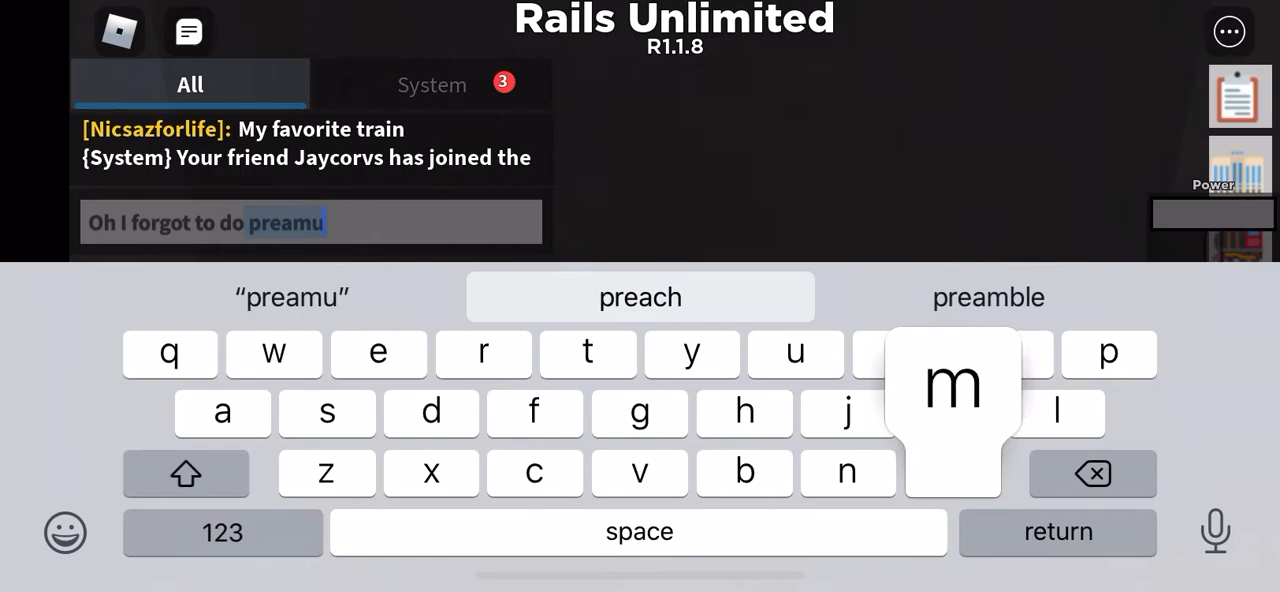 Rails Unlimited
R1.1.8
All
System 3
[Nicsazforlife]: My favorite train
{System} Your friend Jaycorvs has joined the
Power
Oh I forgot to do preamu
“preamu” preach preamble
q w e r t y u p
a s d f g h j l
m
z x c v b n
123 space return